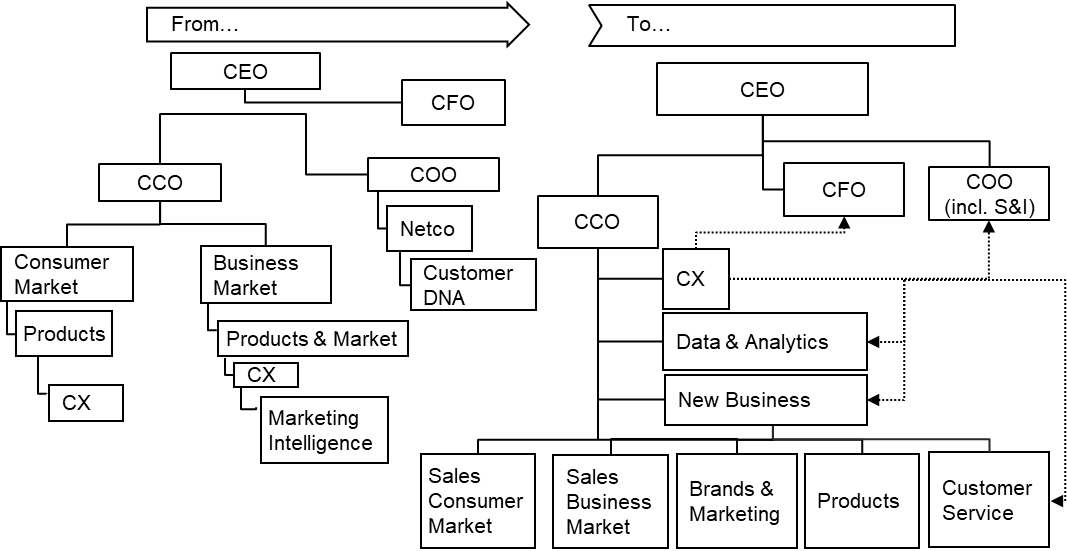 From…
To…
CEO
CFO
CCO
COO
Netco
Customer
DNA
Consumer
Market
Business
Market
Products
Products & Market
CX
CX
Marketing
Intelligence
CEO
CFO
COO
(incl. S&I)
CCO
CX
Data & Analytics
New Business
Sales
Consumer
Market
Sales
Business
Market
Brands &
Marketing
Products
Customer
Service